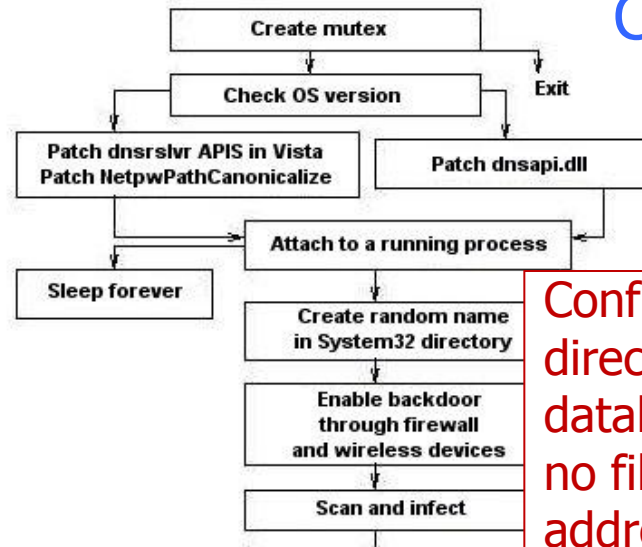 Create mutex
Exit
Check OS version
Patch dnsrslvr APIS in Vista
Patch NetpwPathCanonicalize
Patch dnsapi.dll
Attach to a running process
Sleep forever
Create random name
in System32 directory
Enable backdoor
through firewall
and wireless devices
Scan and infect
Conf
direc
no
addre